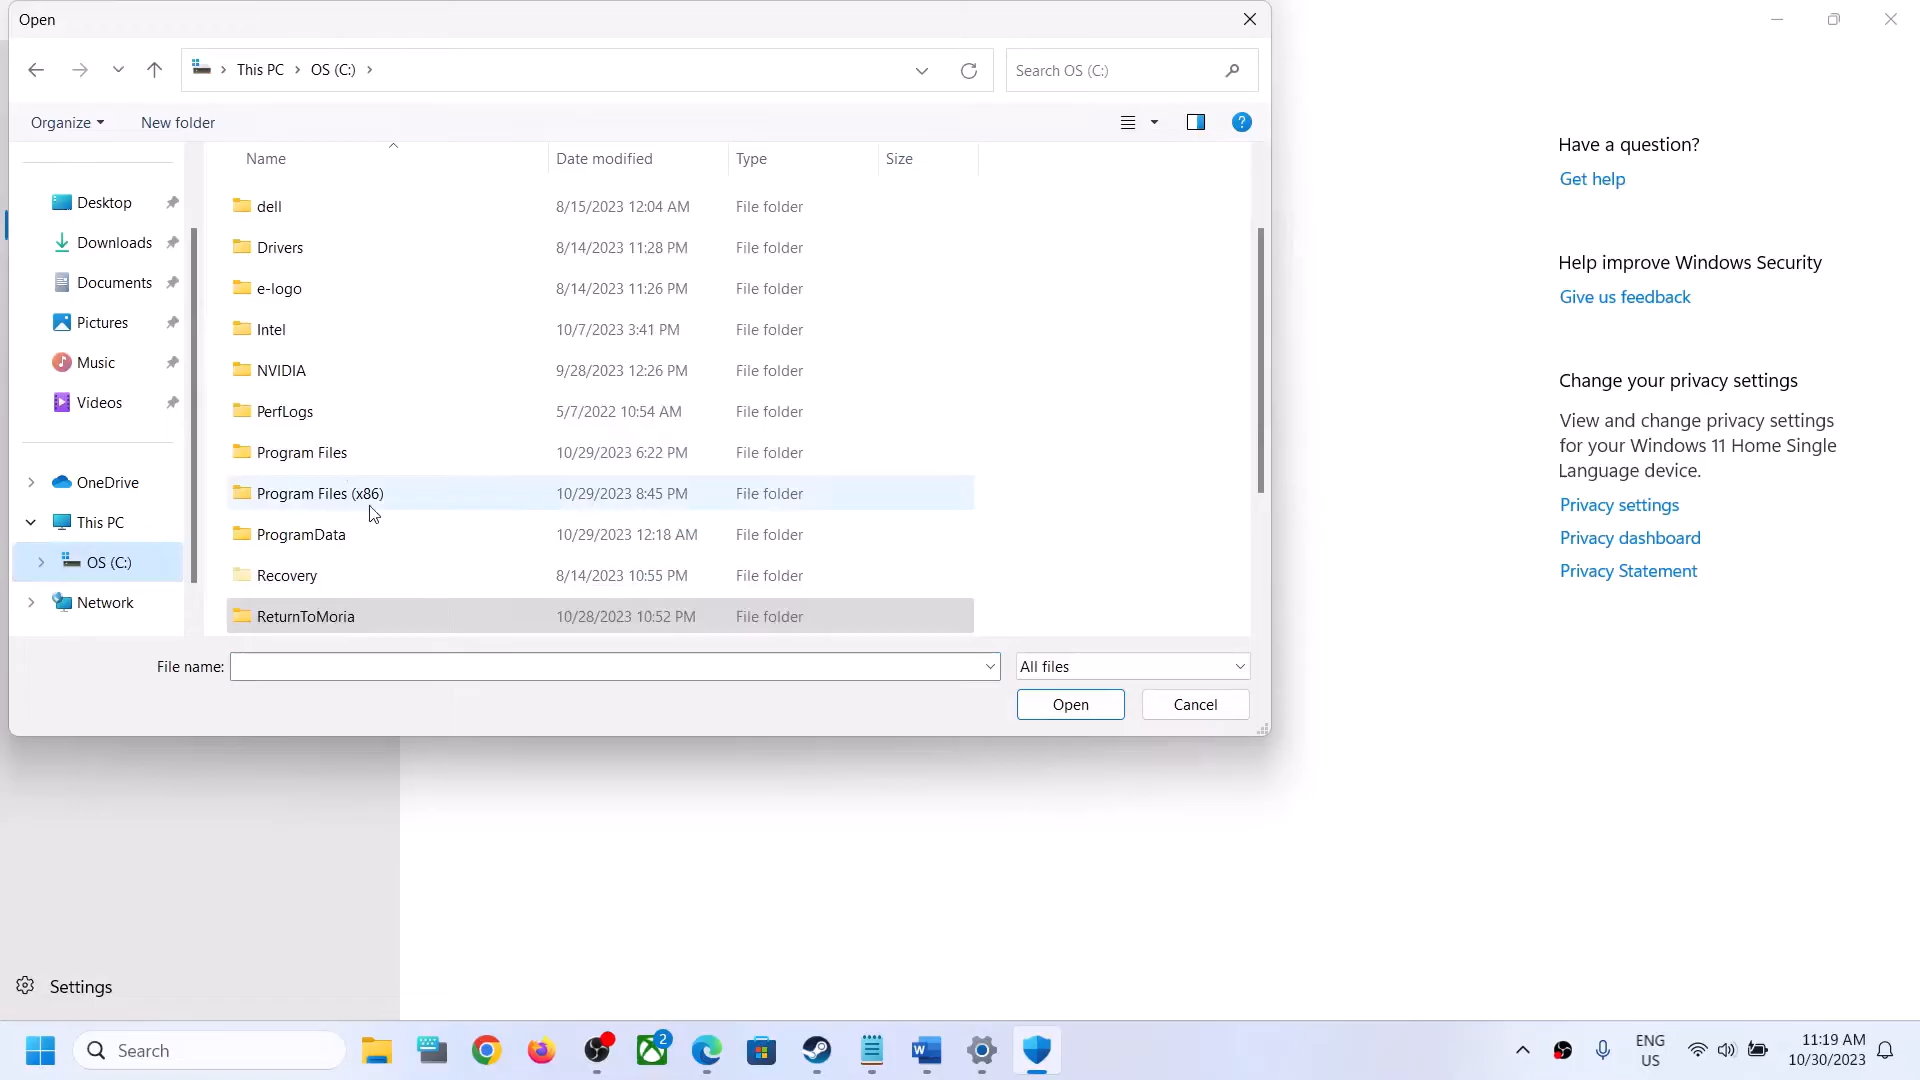 Open
This PC > OS (C:) >
Search OS (C:)
Organize
New folder
?
Name
Date modified
Type
Size
Desktop
Downloads
Documents
Pictures
Music
Videos
OneDrive
This PC
OS (C:)
Network
dell 8/15/2023 12:04 AM File folder
Drivers 8/14/2023 11:28 PM File folder
e-logo 8/14/2023 11:26 PM File folder
Intel 10/7/2023 3:41 PM File folder
NVIDIA 9/28/2023 12:26 PM File folder
PerfLogs 5/7/2022 10:54 AM File folder
Program Files 10/29/2023 6:22 PM File folder
Program Files (x86) 10/29/2023 8:45 PM File folder
ProgramData 10/29/2023 12:18 AM File folder
Recovery 8/14/2023 10:55 PM File folder
ReturnToMoria 10/28/2023 10:52 PM File folder
File name:
All files
Open
Cancel
Have a question?
Get help
Help improve Windows Security
Give us feedback
Change your privacy settings
View and change privacy settings
for your Windows 11 Home Single
Language device.
Privacy settings
Privacy dashboard
Privacy Statement
Settings
Search
2
W
ENG
US
11:19 AM
10/30/2023